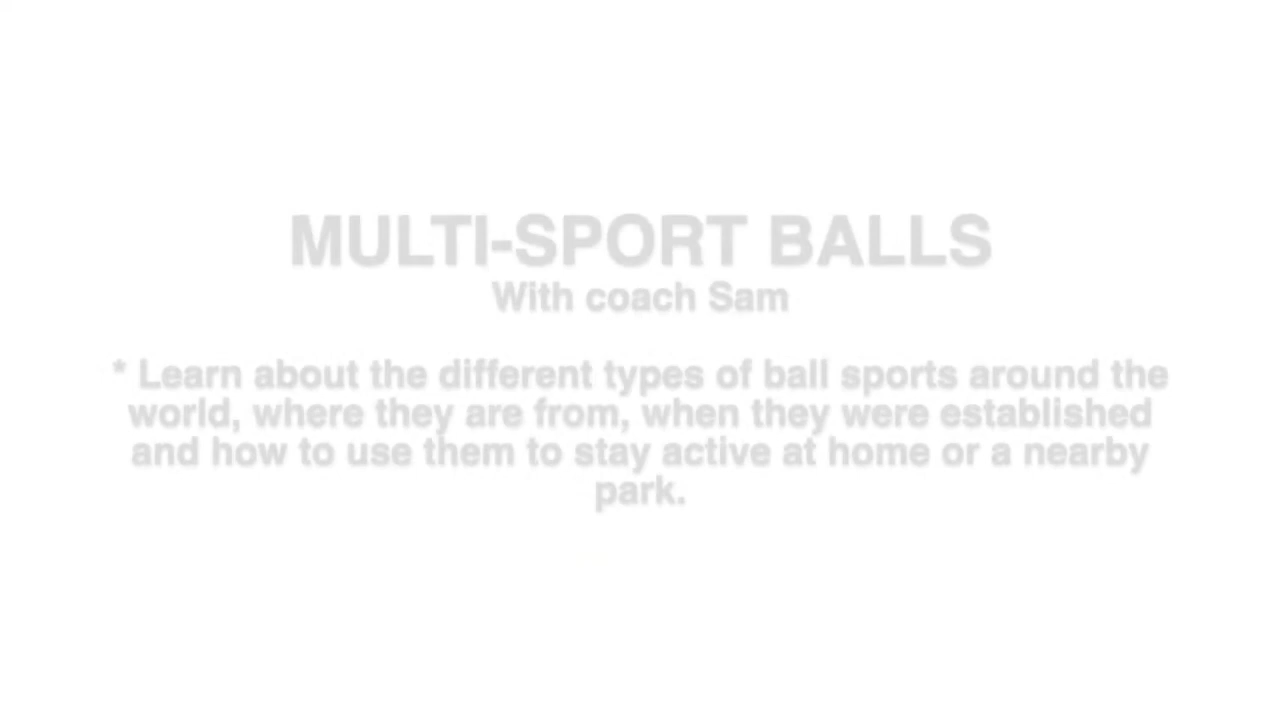 MULTI-SPORT BALLS
With coach Sam
* Learn about the different types of ball sports around the
world, where they are from, when they were established
and how to use them to stay active at home or a nearby
park.